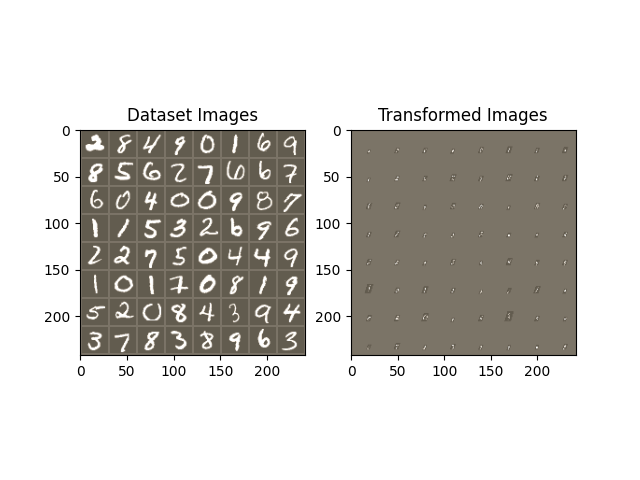 Dataset Images
Transformed Images
0
50
100
150
200
0 50 100 150 200
0
50
100
150
200
0 50 100 150 200
2 8 4 9 0 1 6 9
8 5 6 2 7 6 6 7
6 0 4 0 0 9 8 7
1 1 5 3 2 6 9 6
2 2 7 5 0 4 4 9
1 0 1 7 0 8 1 9
5 2 0 8 4 3 9 4
3 7 8 3 8 9 6 3